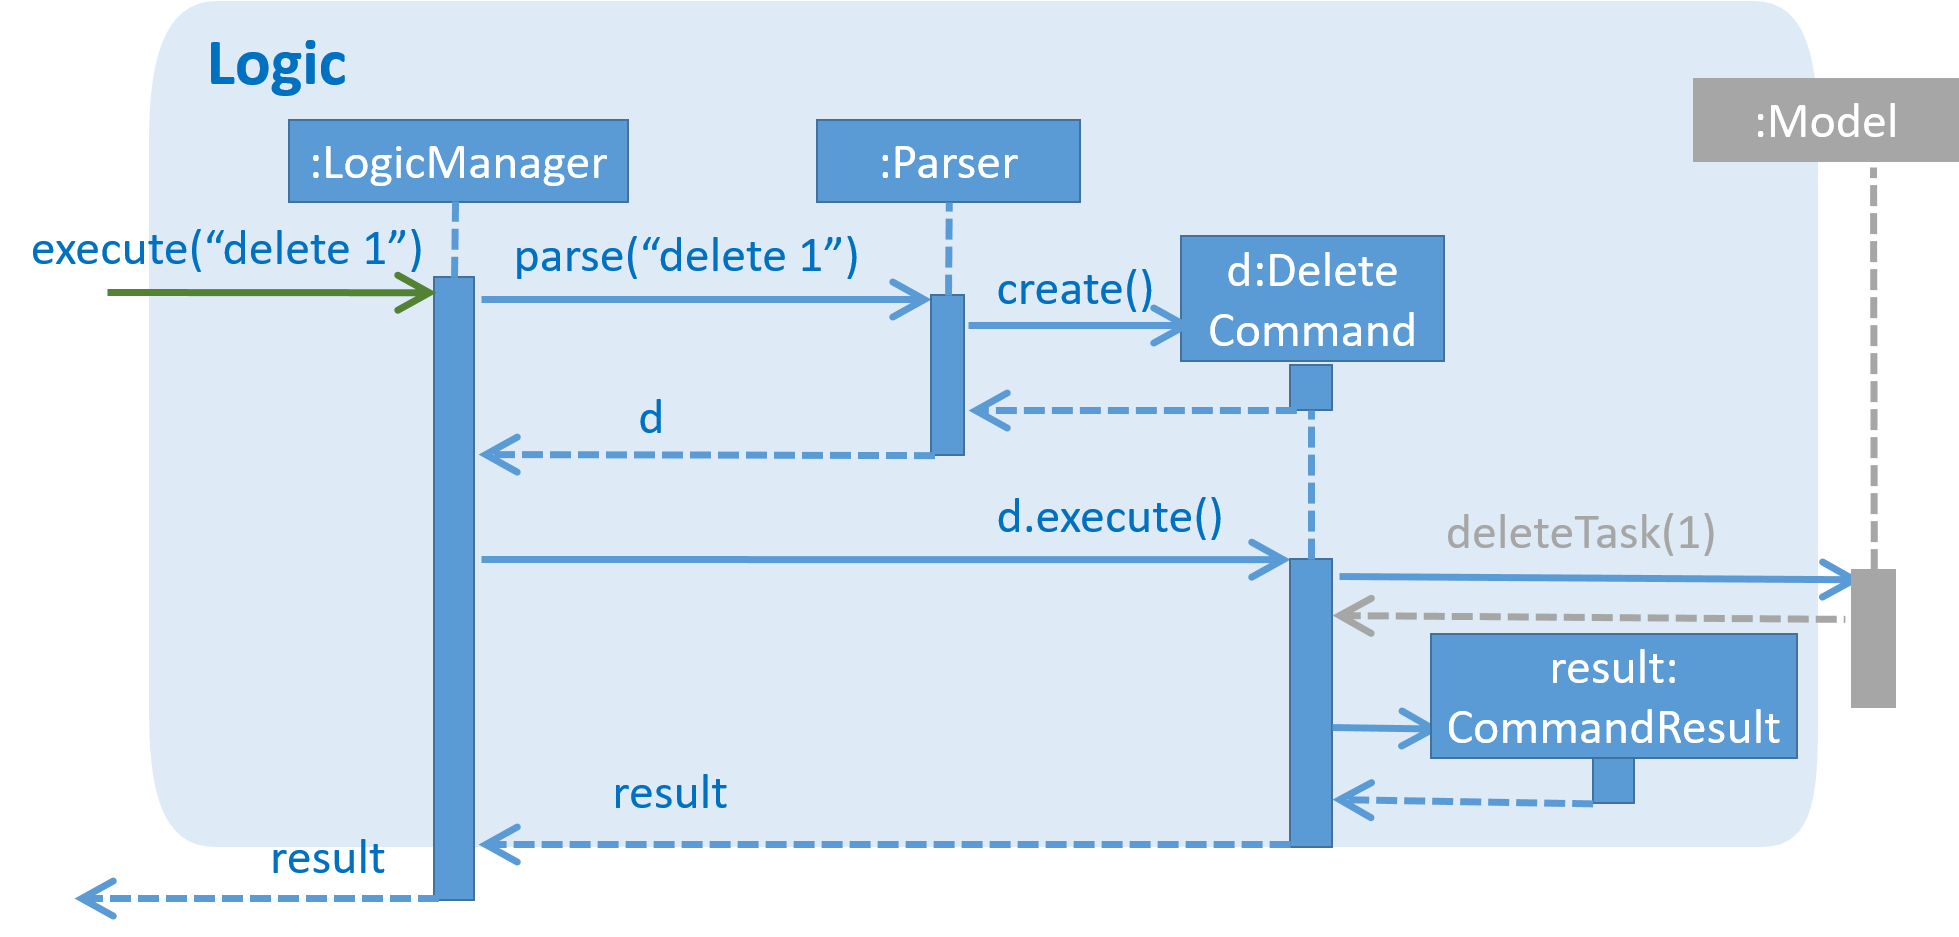 Logic
:Model
:LogicManager
:Parser
execute(“delete 1”)
parse(“delete 1”)
create()
d:Delete
Command
d
d.execute()
deleteTask(1)
result:
CommandResult
result
result